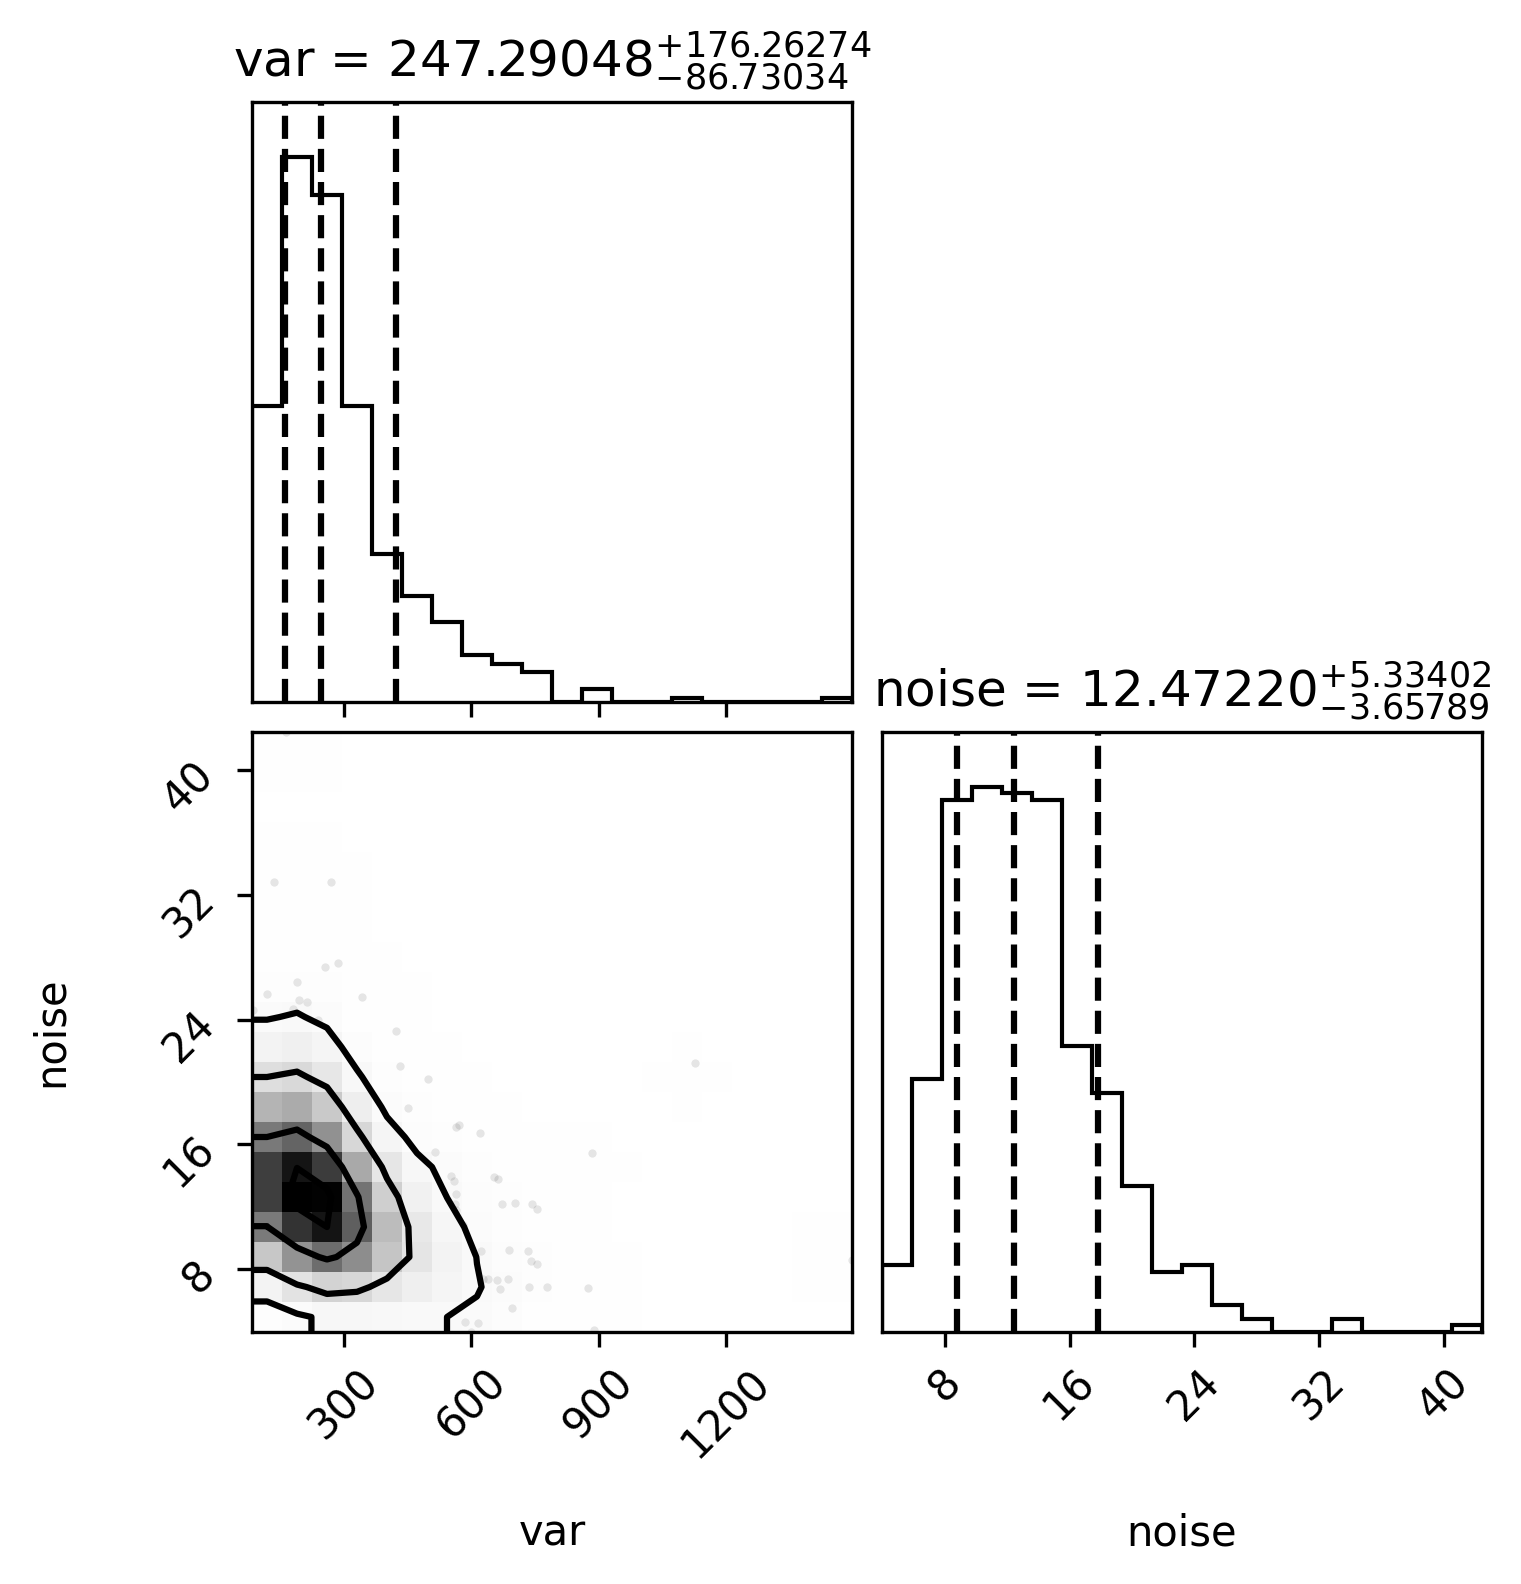 var = 247.29048 +176.26274 −86.73034
noise = 12.47220 +5.33402 −3.65789
40
32
24
16
8
noise
300 600 900 1200
8 16 24 32 40
var
noise